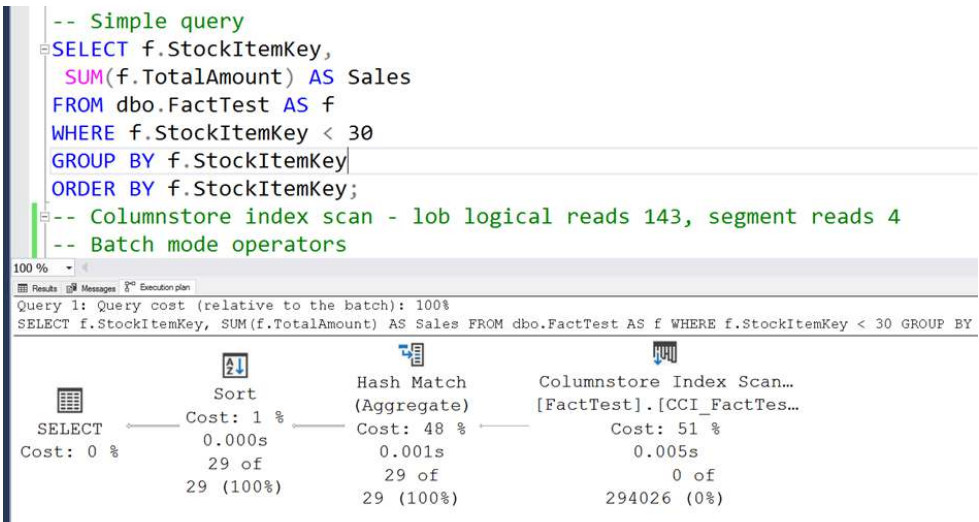 -- Simple query
SELECT f.StockItemKey,
SUM(f.TotalAmount) AS Sales
FROM dbo.FactTest AS f
WHERE f.StockItemKey < 30
GROUP BY f.StockItemKey
ORDER BY f.StockItemKey;
-- Columnstore index scan - lob logical reads 143, segment reads 4
-- Batch mode operators
100 %
Results Messages Execution plan
Query 1: Query cost (relative to the batch): 100%
SELECT f.StockItemKey, SUM(f.TotalAmount) AS Sales FROM dbo.FactTest AS f WHERE f.StockItemKey < 30 GROUP BY
SELECT
Cost: 0 %
Sort
Cost: 1 %
0.000s
29 of
29 (100%)
Hash Match
(Aggregate)
Cost: 48 %
0.001s
29 of
29 (100%)
Columnstore Index Scan…
[FactTest].[CCI_FactTes…
Cost: 51 %
0.005s
0 of
294026 (0%)